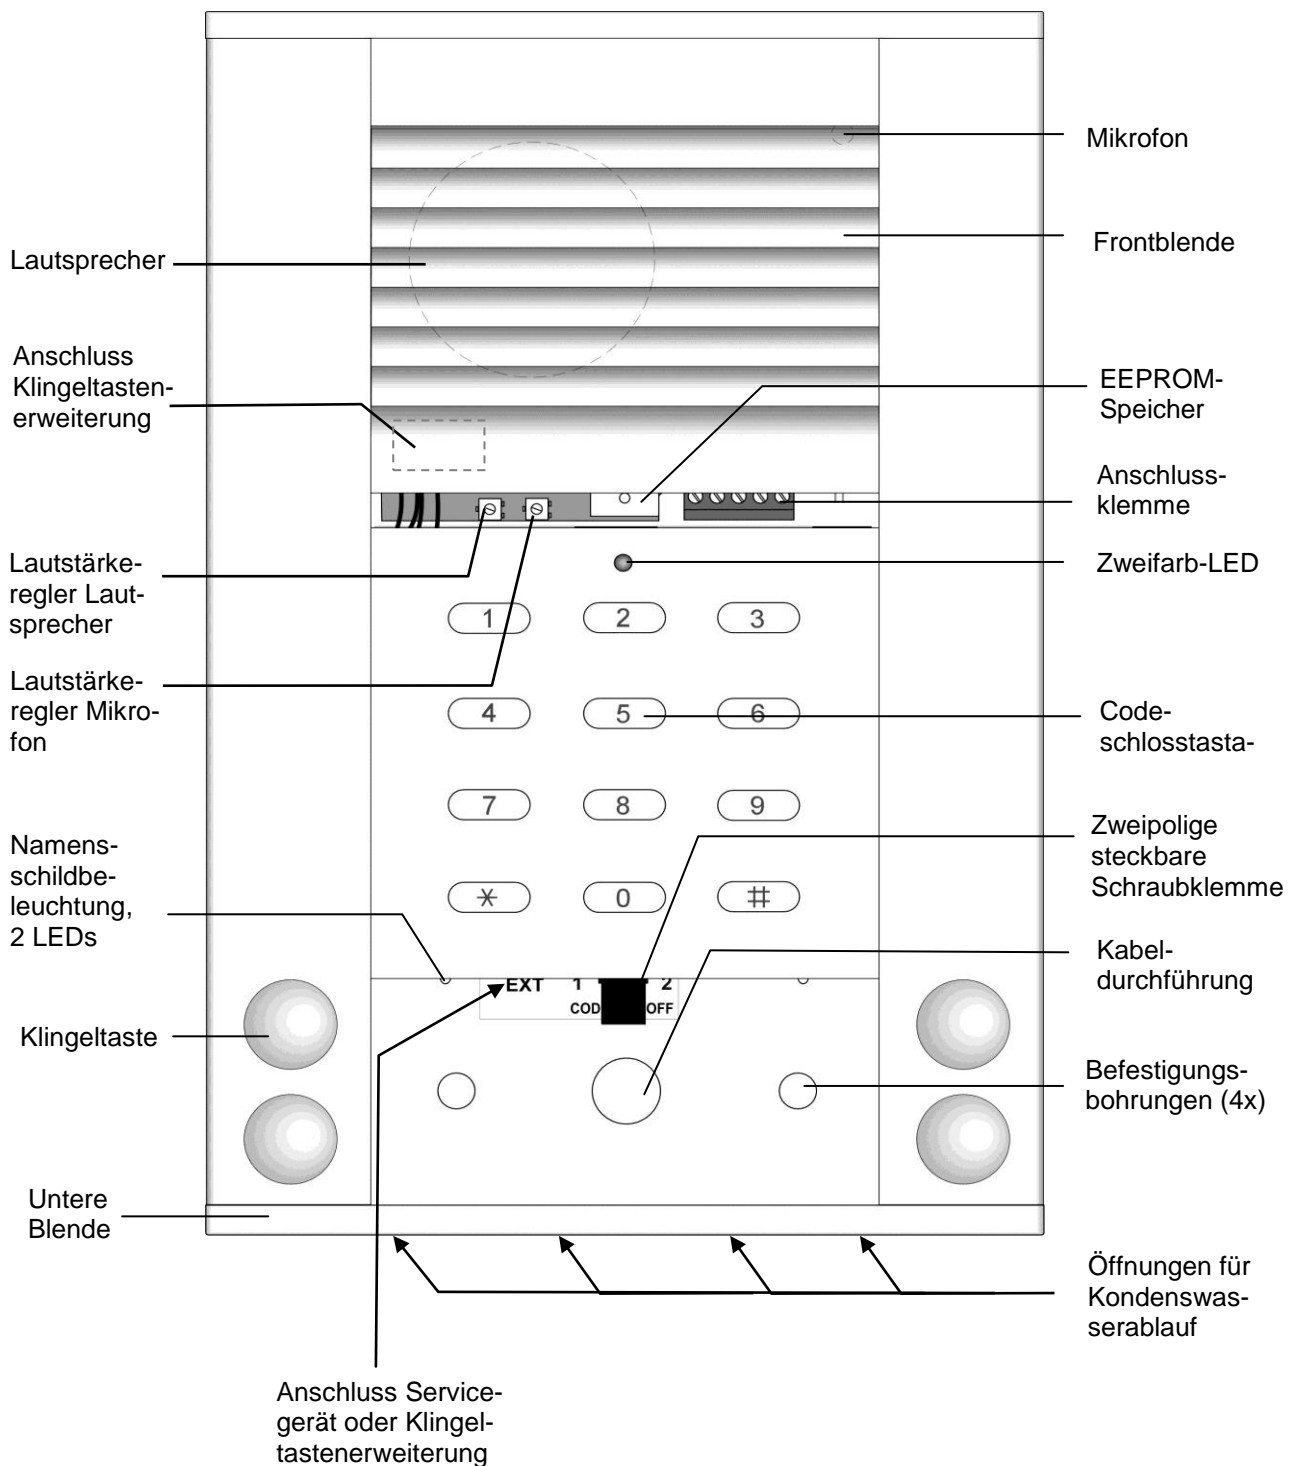 Mikrofon
Frontblende
Lautsprecher
Anschluss
Klingeltasten-
erweiterung
EEPROM-
Speicher
Anschluss-
klemme
Zweifarb-LED
Lautstärke-
regler Laut-
sprecher
1 2 3
Lautstärke-
regler Mikro-
fon
4 5 6
Code-
schlosstasta-
7 8 9
Namens-
schildbe-
leuchtung,
2 LEDs
Zweipolige
steckbare
Schraubklemme
* 0 #
Kabel-
durchführung
EXT 1 2
COD OFF
Klingeltaste
Befestigungs-
bohrungen (4x)
Untere
Blende
Öffnungen für
Kondenswas-
serablauf
Anschluss Service-
gerät oder Klingel-
tastenerweiterung